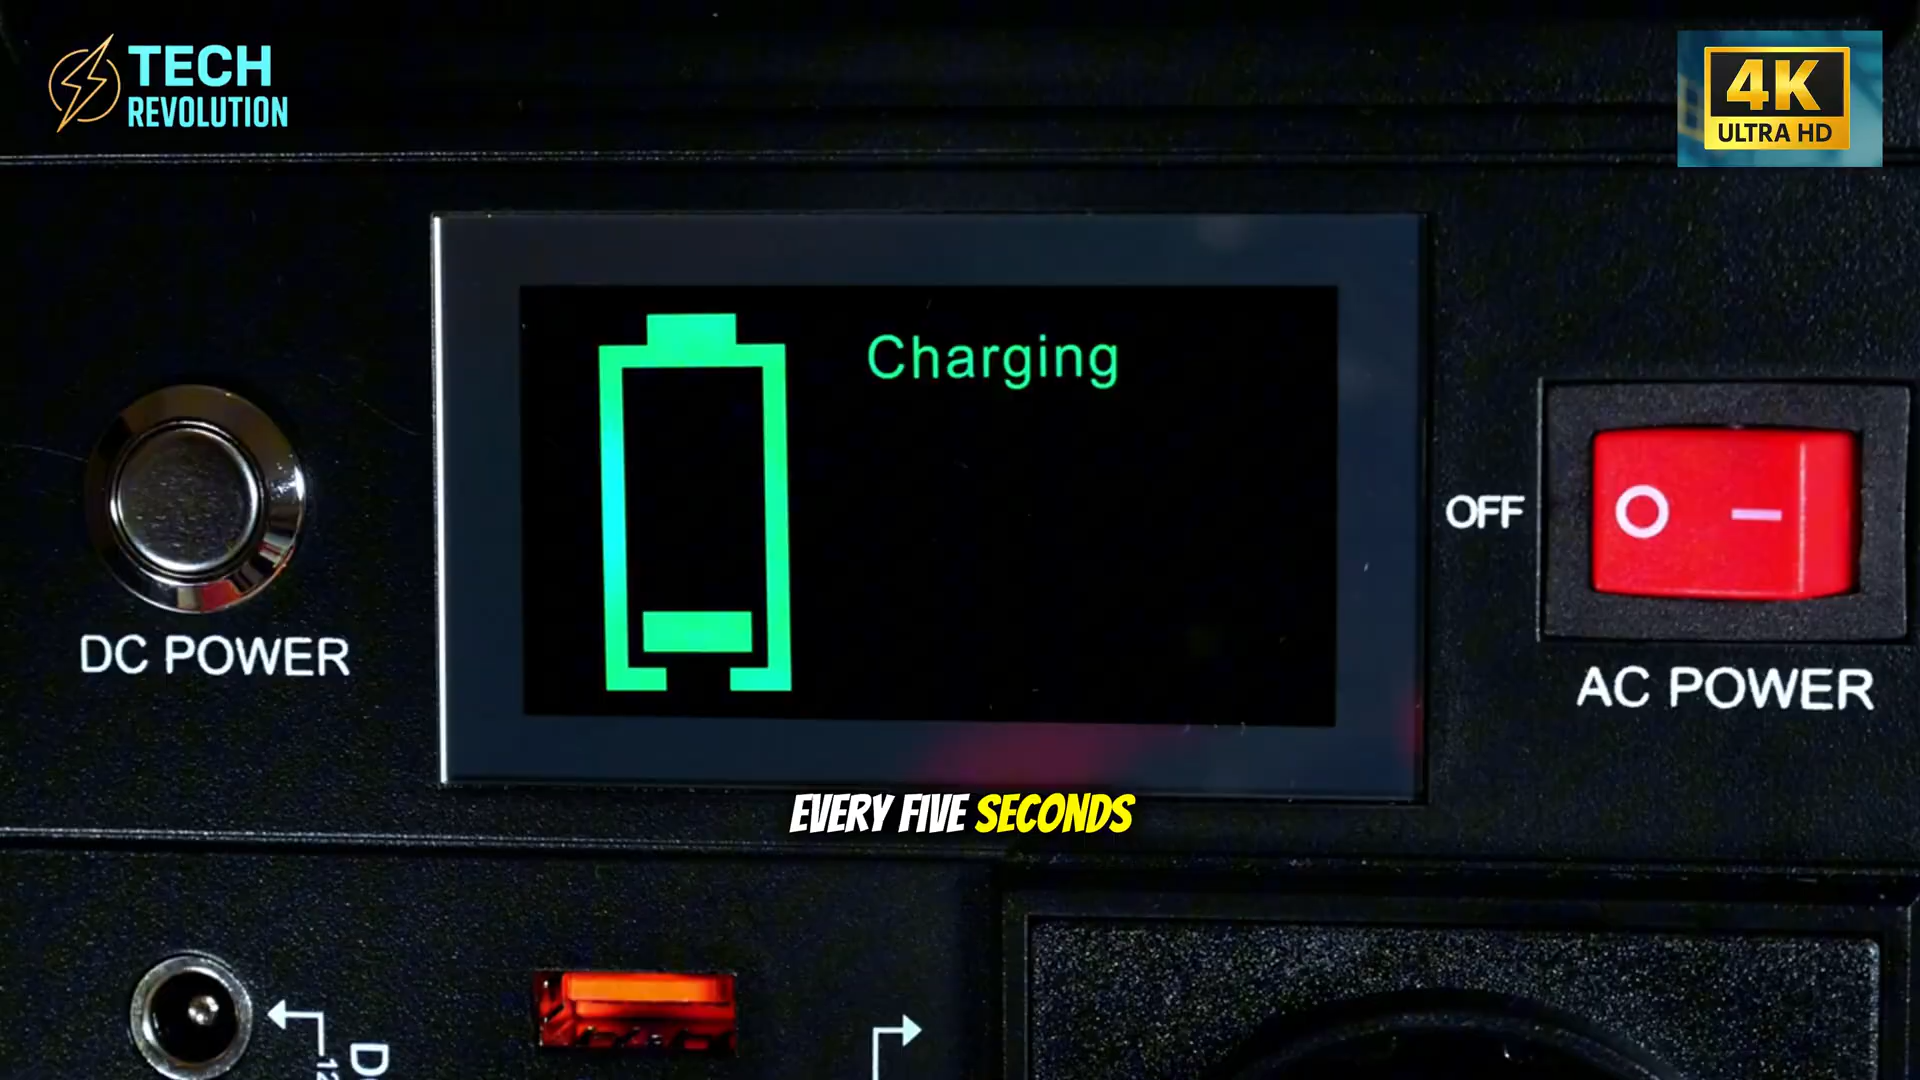 TECH
REVOLUTION
4K
ULTRA HD
Charging
OFF
DC POWER
AC POWER
EVERY FIVE SECONDS